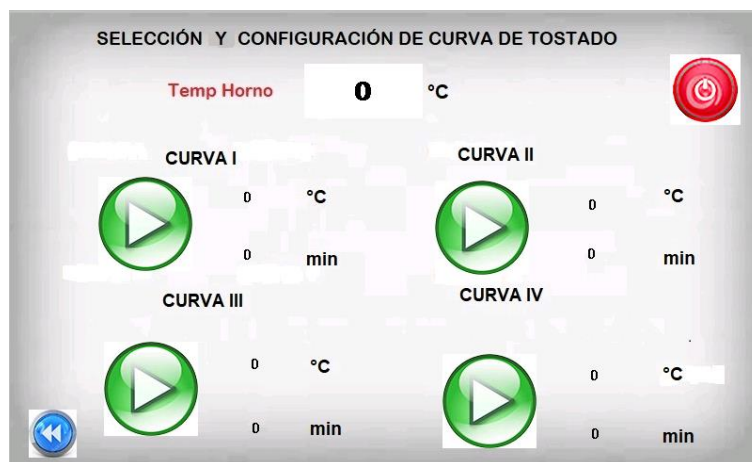 SELECCIÓN Y CONFIGURACIÓN DE CURVA DE TOSTADO
Temp Horno 0 °C
CURVA I
0 °C
0 min
CURVA II
0 °C
0 min
CURVA III
0 °C
0 min
CURVA IV
0 °C
0 min